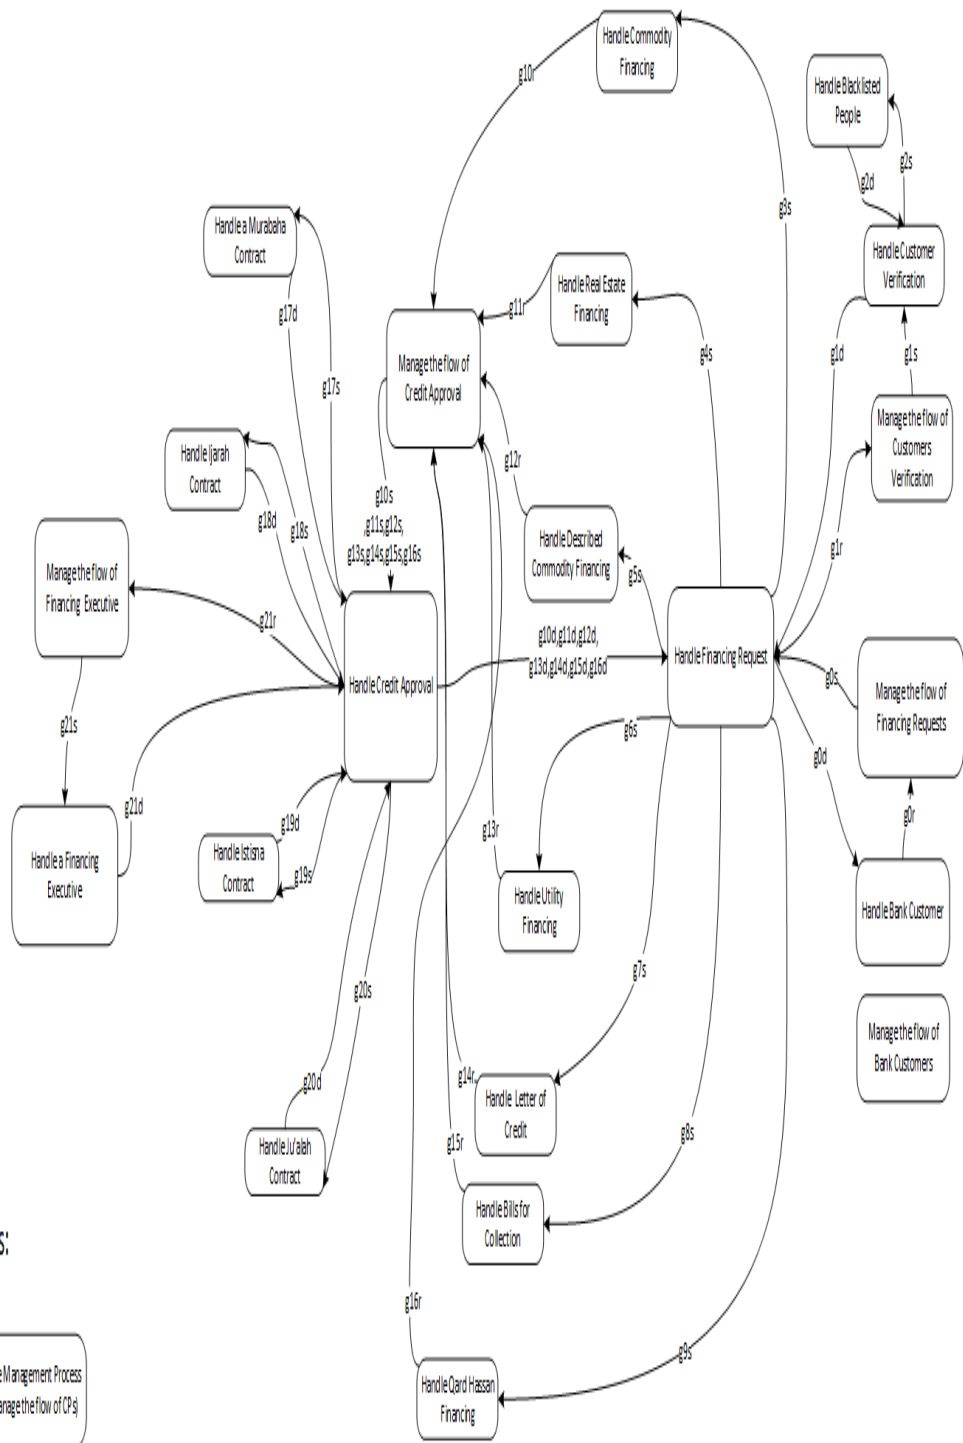 Handle Commodity
Financing
g10r
g3s
Handle Blacklisted
People
g2d
g2s
Handle Customer
Verification
g1d
g1s
Manage the flow of
Customers
Verification
g1r
Handle a Murabaha
Contract
g17d
g17s
Handle Real Estate
Financing
g11r
g4s
Manage the flow of
Credit Approval
g12r
g10s
,g11s,g12s,
g13s,g14s,g15s,g16s
Handle Ijarah
Contract
g18d
g18s
Handle Described
Commodity Financing
g5s
Manage the flow of
Financing Executive
g21r
g21s
Handle Credit Approval
g10d,g11d,g12d,
g13d,g14d,g15d,g16d
Handle Financing Request
g0s
Manage the flow of
Financing Requests
g0d
g0r
g6s
g21d
Handle a Financing
Executive
g19d
Handle Istisna
Contract
g19s
g13r
Handle Utility
Financing
Handle Bank Customer
g7s
g20s
Manage the flow of
Bank Customers
g20d
g14r
Handle Letter of
Credit
g8s
g15r
Handle Ju'alah
Contract
Handle Bills for
Collection
s:
g16r
g9s
e Management Process
anage the flow of CPs)
Handle Qard Hassan
Financing